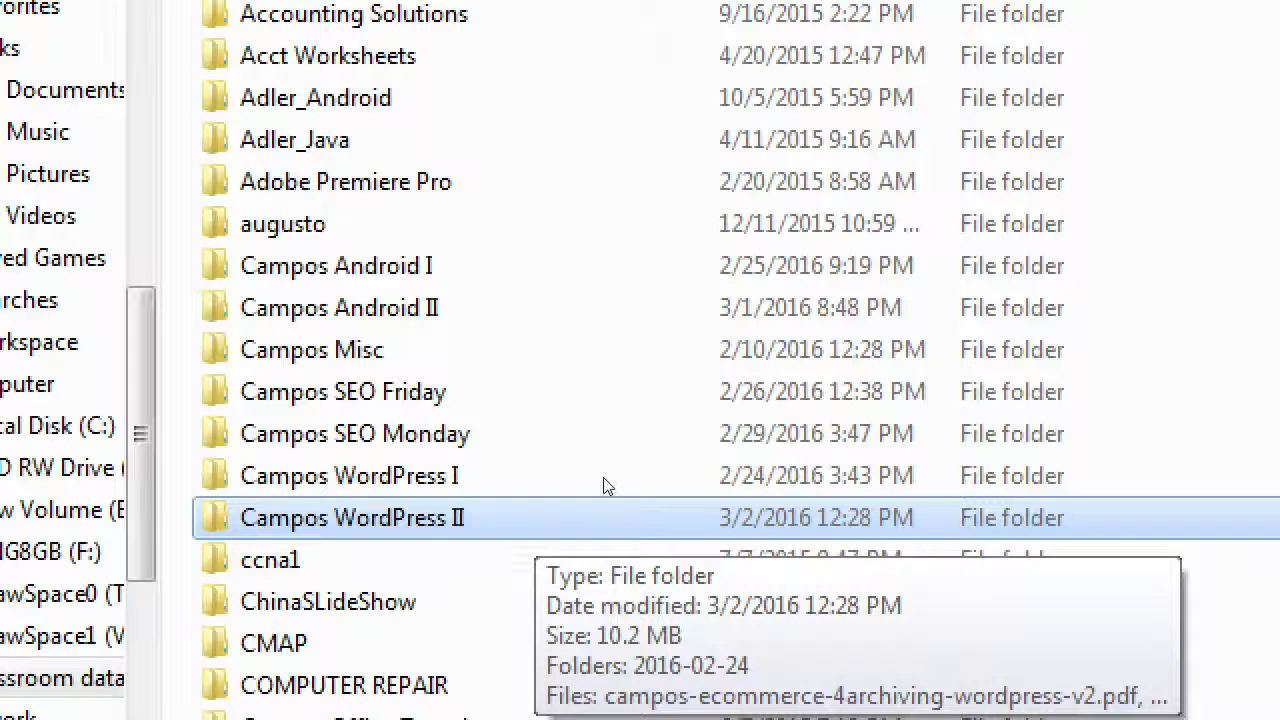 orites
ks
Documents
Music
Pictures
Videos
ved Games
arches
rkspace
puter
cal Disk (C:)
D RW Drive (
w Volume (E
IG8GB (F:)
awSpace0 (T
awSpace1 (V
ssroom data
Accounting Solutions 9/16/2015 2:22 PM File folder
Acct Worksheets 4/20/2015 12:47 PM File folder
Adler_Android 10/5/2015 5:59 PM File folder
Adler_Java 4/11/2015 9:16 AM File folder
Adobe Premiere Pro 2/20/2015 8:58 AM File folder
augusto 12/11/2015 10:59 ... File folder
Campos Android I 2/25/2016 9:19 PM File folder
Campos Android II 3/1/2016 8:48 PM File folder
Campos Misc 2/10/2016 12:28 PM File folder
Campos SEO Friday 2/26/2016 12:38 PM File folder
Campos SEO Monday 2/29/2016 3:47 PM File folder
Campos WordPress I 2/24/2016 3:43 PM File folder
Campos WordPress II 3/2/2016 12:28 PM File folder
ccna1
ChinaSLideShow
CMAP
COMPUTER REPAIR
Type: File folder
Date modified: 3/2/2016 12:28 PM
Size: 10.2 MB
Folders: 2016-02-24
Files: campos-ecommerce-4archiving-wordpress-v2.pdf, ...